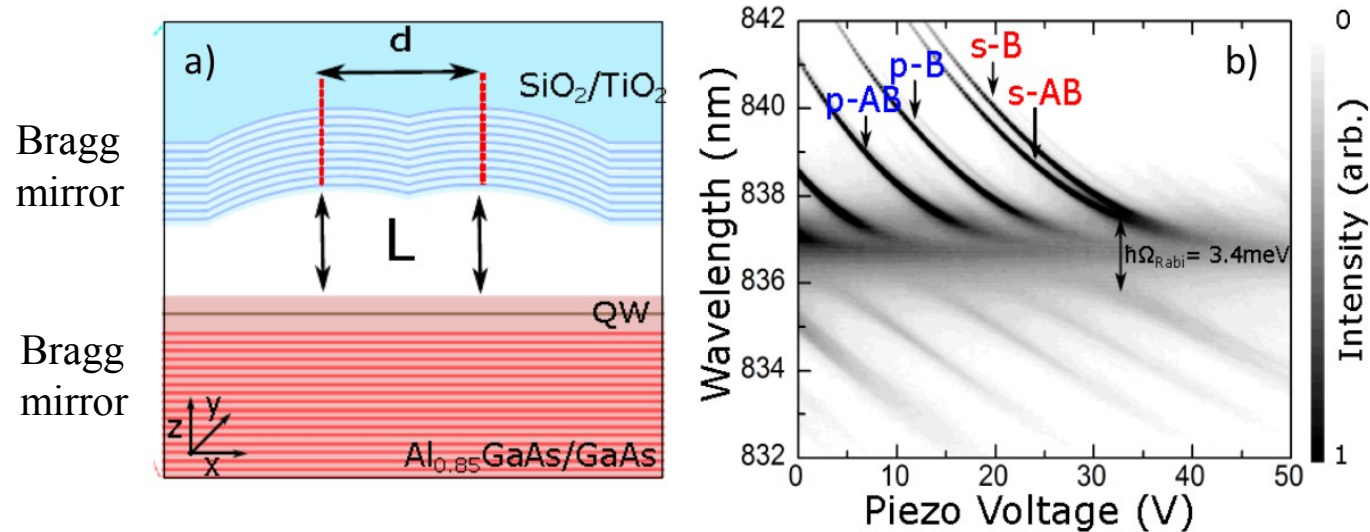 Bragg
mirror
Bragg
mirror
a)
d
SiO₂/TiO₂
L
QW
z
y
x
Al₀.₈₅GaAs/GaAs
b)
842
840
838
836
834
832
Wavelength (nm)
0
10
20
30
40
50
Piezo Voltage (V)
p-AB
p-B
s-B
s-AB
ħΩRabi= 3.4meV
0
Intensity (arb.)
1